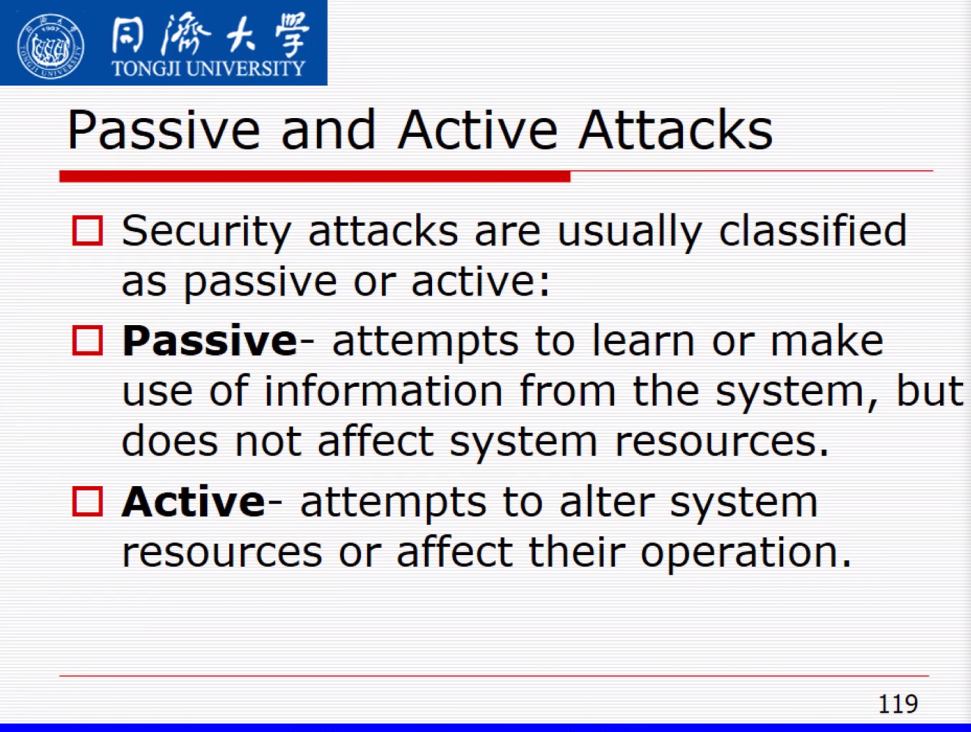 同濟大學
TONGJI UNIVERSITY
Passive and Active Attacks
Security attacks are usually classified
as passive or active:
Passive- attempts to learn or make
use of information from the system, but
does not affect system resources.
Active- attempts to alter system
resources or affect their operation.
119